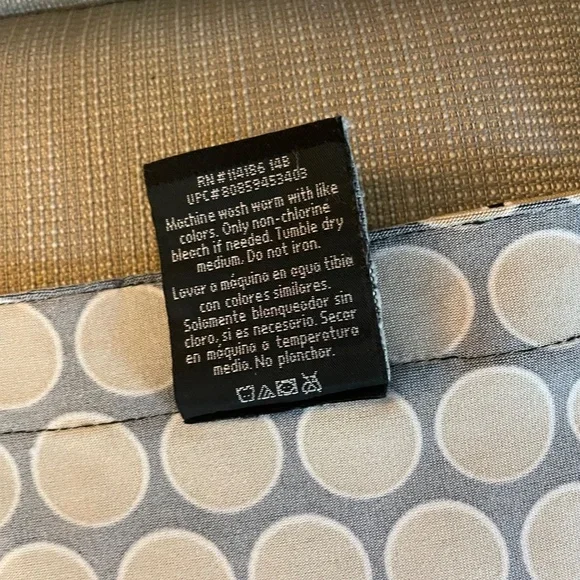 RN #114186 14B
UPC# 80859453403
Machine wash warm with like
colors. Only non-chlorine
bleach if needed. Tumble dry
medium. Do not iron.
Lavar a máquina en agua tibia
con colores similares.
Solamente blanqueador sin
cloro, si es necesario. Secar
en máquina a temperatura
media. No planchar.